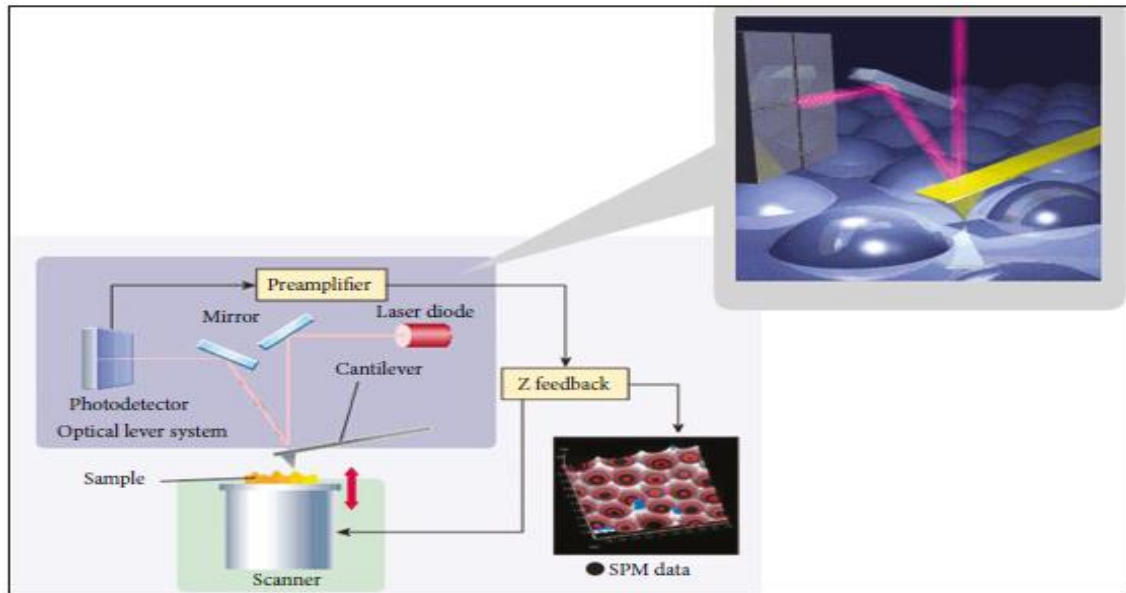 Preamplifier
Mirror
Laser diode
Cantilever
Z feedback
Photodetector
Optical lever system
Sample
Scanner
SPM data